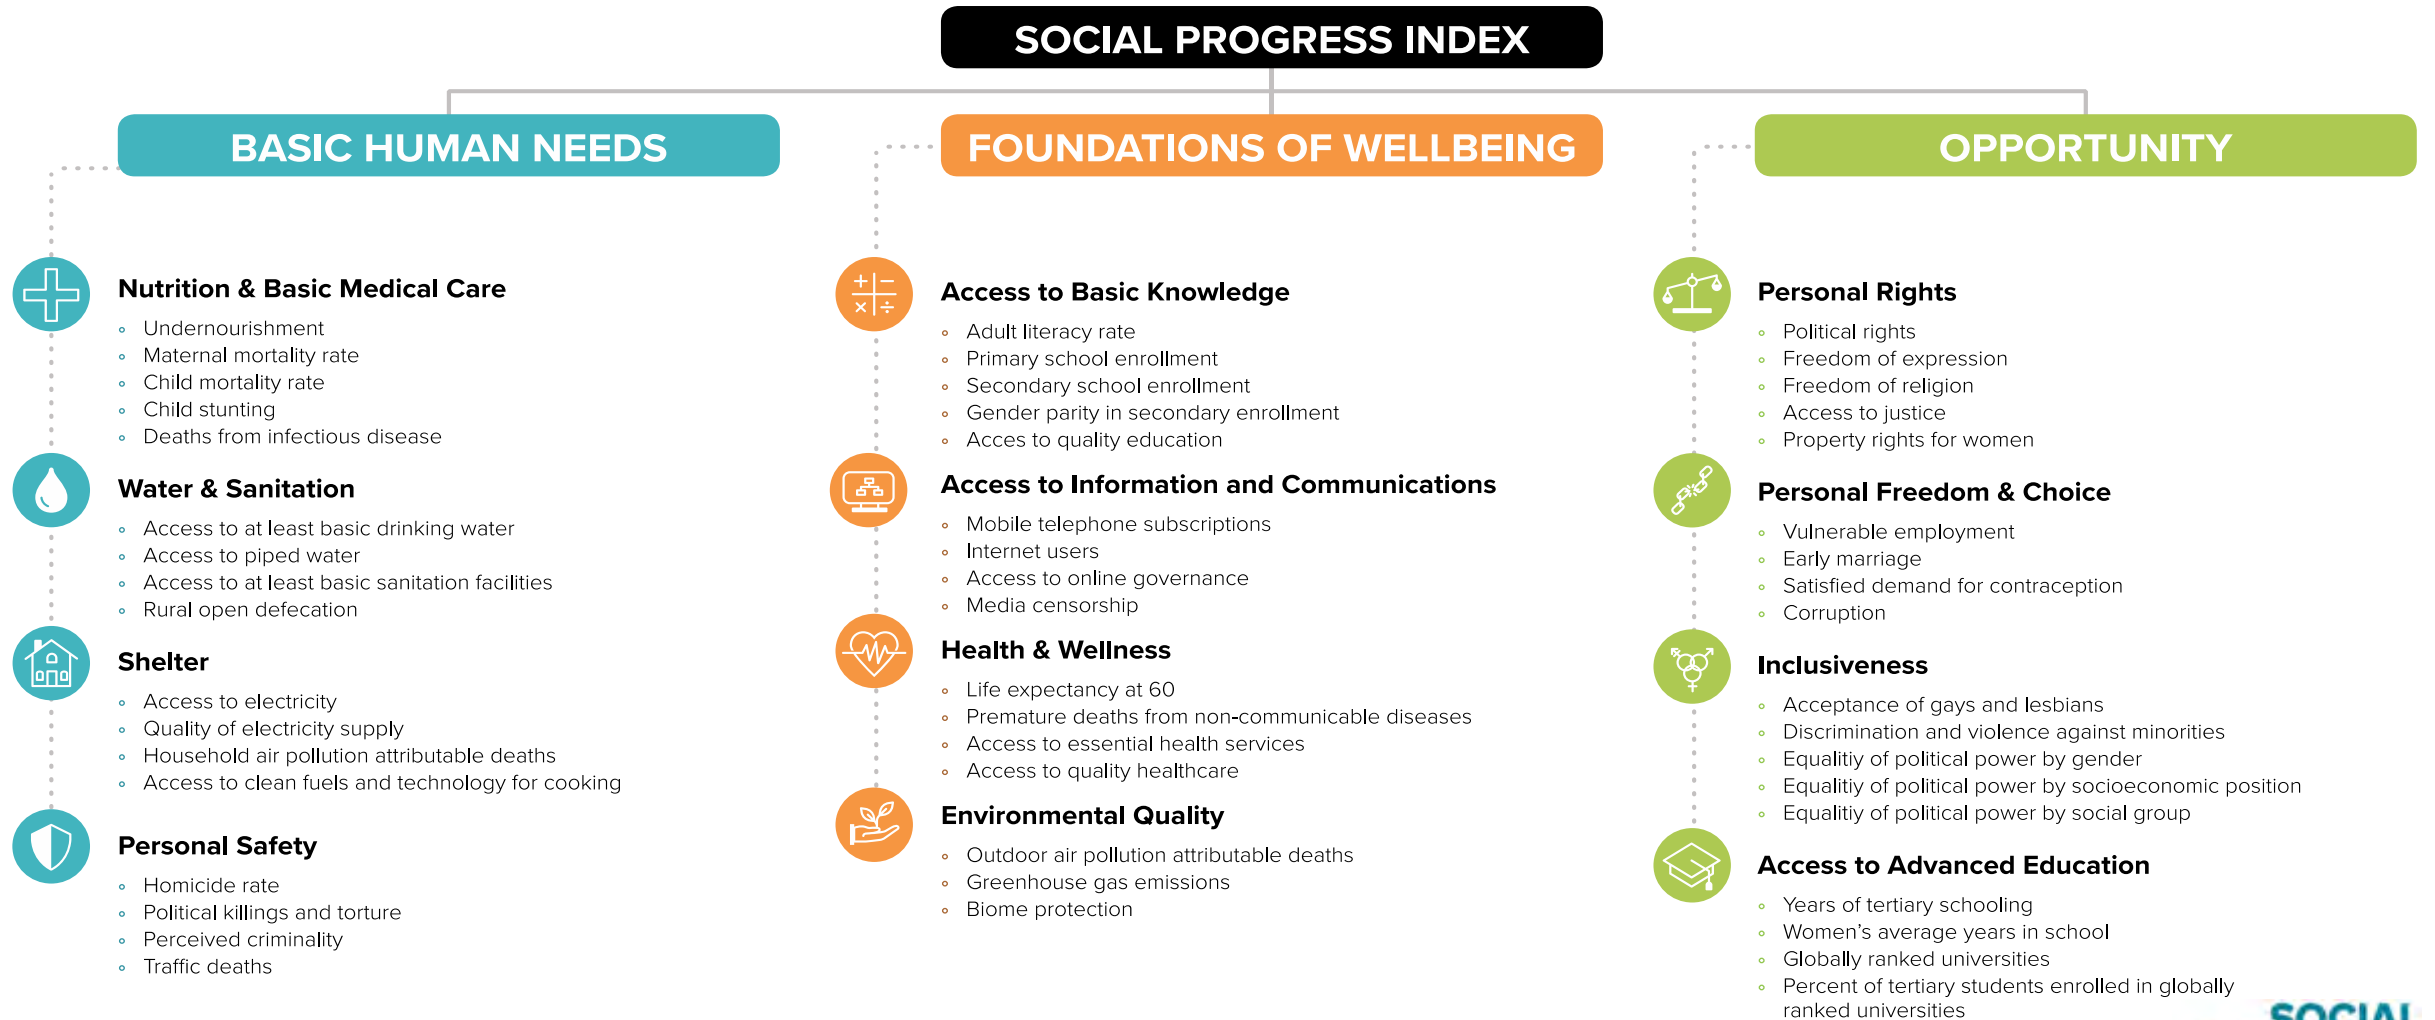 SOCIAL PROGRESS INDEX
BASIC HUMAN NEEDS
Nutrition & Basic Medical Care
Undernourishment
Maternal mortality rate
Child mortality rate
Child stunting
Deaths from infectious disease
Water & Sanitation
Access to at least basic drinking water
Access to piped water
Access to at least basic sanitation facilities
Rural open defecation
Shelter
Access to electricity
Quality of electricity supply
Household air pollution attributable deaths
Access to clean fuels and technology for cooking
Personal Safety
Homicide rate
Political killings and torture
Perceived criminality
Traffic deaths
FOUNDATIONS OF WELLBEING
Access to Basic Knowledge
Adult literacy rate
Primary school enrollment
Secondary school enrollment
Gender parity in secondary enrollment
Acces to quality education
Access to Information and Communications
Mobile telephone subscriptions
Internet users
Access to online governance
Media censorship
Health & Wellness
Life expectancy at 60
Premature deaths from non-communicable diseases
Access to essential health services
Access to quality healthcare
Environmental Quality
Outdoor air pollution attributable deaths
Greenhouse gas emissions
Biome protection
OPPORTUNITY
Personal Rights
Political rights
Freedom of expression
Freedom of religion
Access to justice
Property rights for women
Personal Freedom & Choice
Vulnerable employment
Early marriage
Satisfied demand for contraception
Corruption
Inclusiveness
Acceptance of gays and lesbians
Discrimination and violence against minorities
Equalitiy of political power by gender
Equalitiy of political power by socioeconomic position
Equalitiy of political power by social group
Access to Advanced Education
Years of tertiary schooling
Women's average years in school
Globally ranked universities
Percent of tertiary students enrolled in globally
ranked universities
SOCIAL